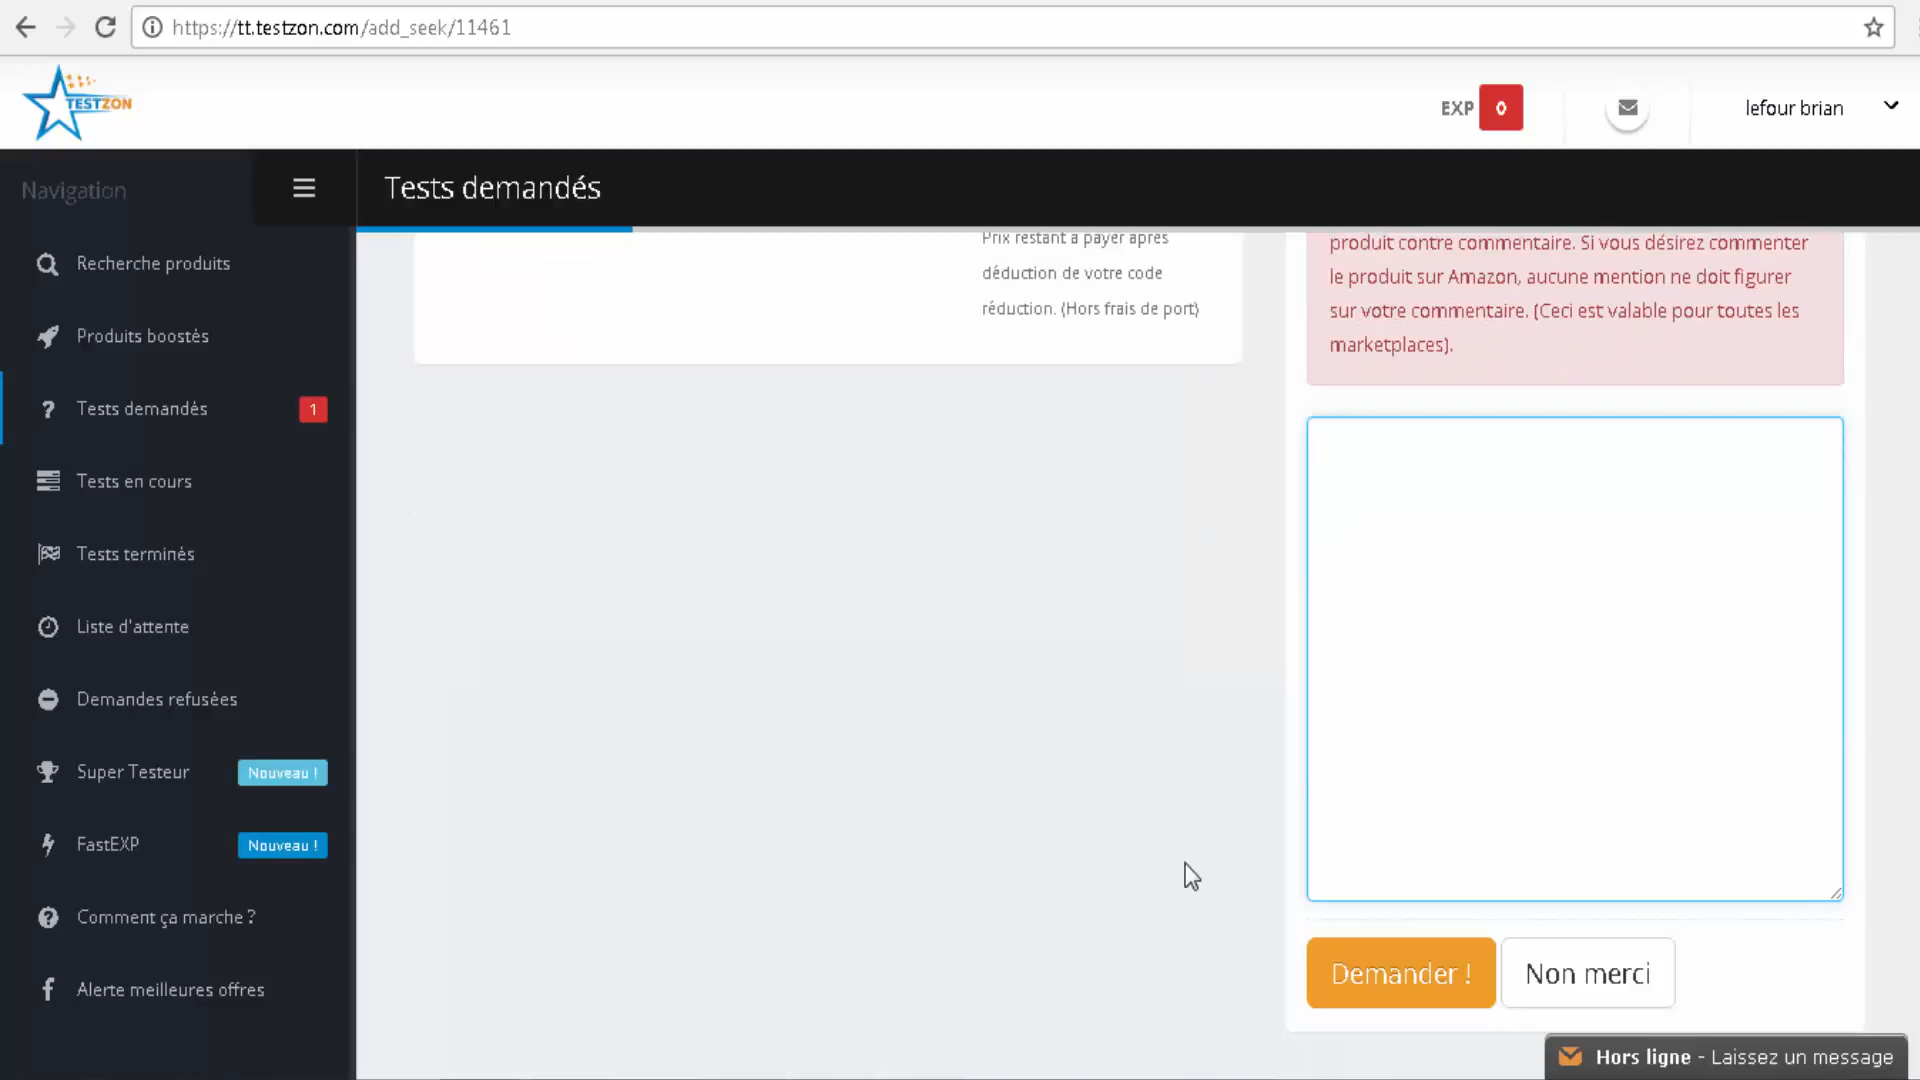 https://tt.testzon.com/add_seek/11461
TESTZON
EXP 0
lefour brian
Navigation
Tests demandés
Recherche produits
Produits boostés
Tests demandés 1
Tests en cours
Tests terminés
Liste d'attente
Demandes refusées
Super Testeur Nouveau !
FastEXP Nouveau !
Comment ça marche ?
Alerte meilleures offres
Prix restant à payer après
déduction de votre code
réduction. (Hors frais de port)
produit contre commentaire. Si vous désirez commenter
le produit sur Amazon, aucune mention ne doit figurer
sur votre commentaire. (Ceci est valable pour toutes les
marketplaces).
Demander !
Non merci
Hors ligne - Laissez un message